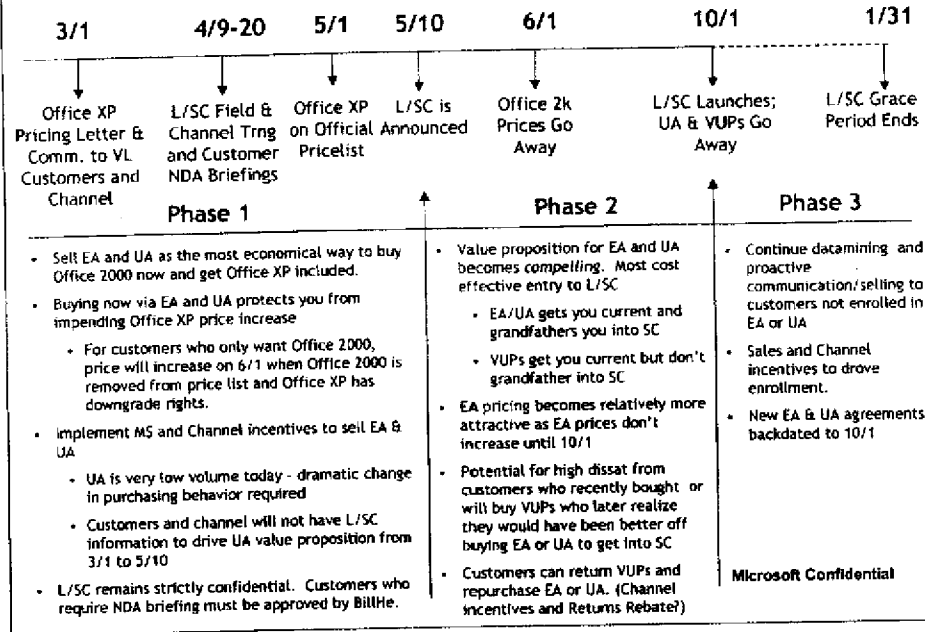 3/1 4/9-20 5/1 5/10 6/1 10/1 1/31
Office XP
Pricing Letter &
Comm. to VL
Customers and
Channel
L/SC Field &
Channel Trng
and Customer
NDA Briefings
Office XP
on Official
Pricelist
L/SC is
Announced
Office 2k
Prices Go
Away
L/SC Launches;
UA & VUPs Go
Away
L/SC Grace
Period Ends
Phase 1
• Sell EA and UA as the most economical way to buy
Office 2000 now and get Office XP included.
• Buying now via EA and UA protects you from
impending Office XP price increase
• For customers who only want Office 2000,
price will increase on 6/1 when Office 2000 is
removed from price list and Office XP has
downgrade rights.
• Implement MS and Channel incentives to sell EA &
UA
• UA is very low volume today - dramatic change
in purchasing behavior required
• Customers and channel will not have L/SC
information to drive UA value proposition from
3/1 to 5/10
• L/SC remains strictly confidential. Customers who
require NDA briefing must be approved by BillHe.
Phase 2
• Value proposition for EA and UA
becomes compelling. Most cost
effective entry to L/SC
• EA/UA gets you current and
grandfathers you into SC
• VUPs get you current but don't
grandfather into SC
• EA pricing becomes relatively more
attractive as EA prices don't
increase until 10/1
• Potential for high dissat from
customers who recently bought or
will buy VUPs who later realize
they would have been better off
buying EA or UA to get into SC
• Customers can return VUPs and
repurchase EA or UA. (Channel
incentives and Returns Rebate?)
Phase 3
• Continue datamining and
proactive
communication/selling to
customers not enrolled in
EA or UA
• Sales and Channel
incentives to drove
enrollment.
• New EA & UA agreements
backdated to 10/1
Microsoft Confidential